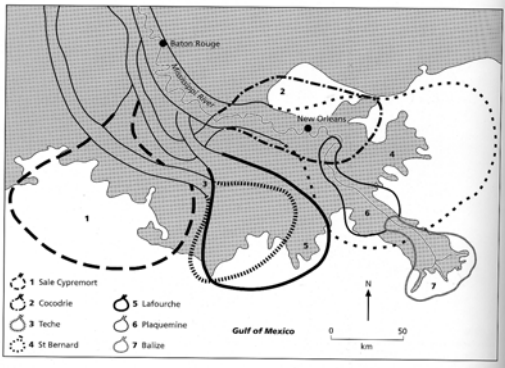 Baton Rouge
Mississippi River
2
New Orleans
4
3
1
6
5
7
1 Sale Cypremort
2 Cocodrie
3 Teche
4 St Bernard
5 Lafourche
6 Plaquemine
7 Balize
Gulf of Mexico
N
0 50
km